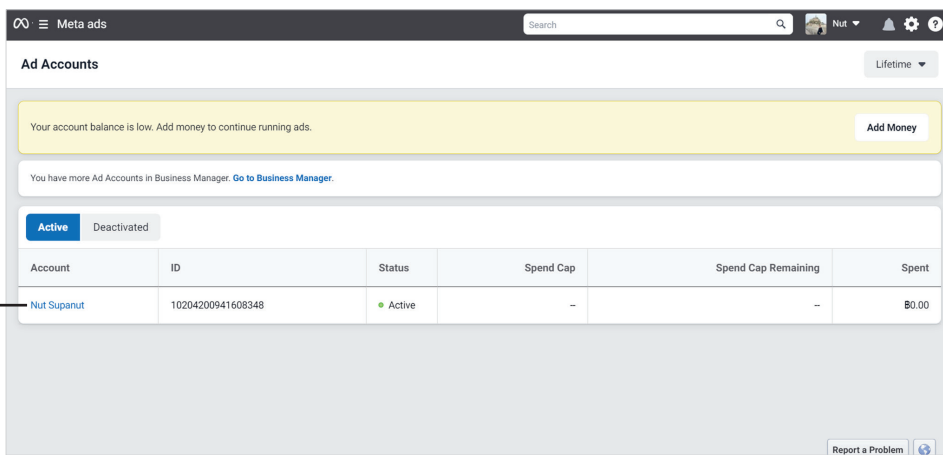 Meta ads
Search
Nut
Ad Accounts
Lifetime
Your account balance is low. Add money to continue running ads.
Add Money
You have more Ad Accounts in Business Manager. Go to Business Manager.
Active Deactivated
Account ID Status Spend Cap Spend Cap Remaining Spent
Nut Supanut 10204200941608348 Active – – ฿0.00
Report a Problem